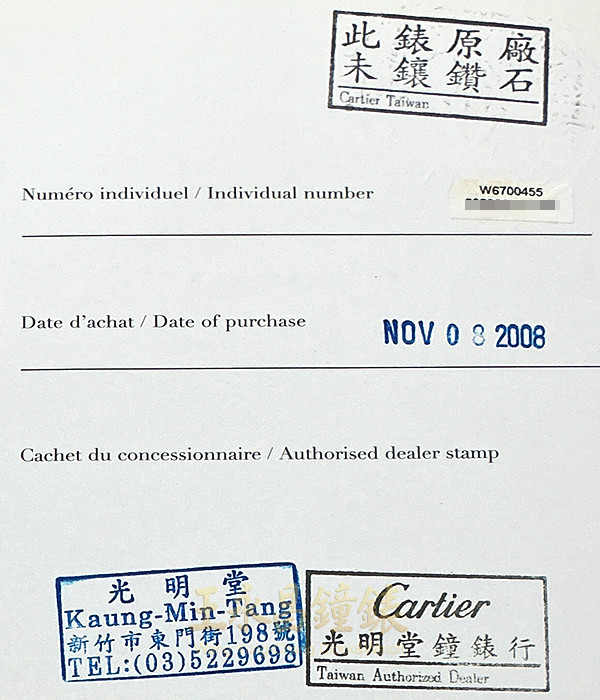 此錶原廠
未鑲鑽石
Cartier Taiwan
Numéro individuel / Individual number
W6700455
Date d'achat / Date of purchase
NOV 08 2008
Cachet du concessionnaire / Authorised dealer stamp
光明堂
Kaung-Min-Tang
新竹市東門街198號
TEL:(03)5229698
Cartier
光明堂鐘錶行
Taiwan Authorized Dealer